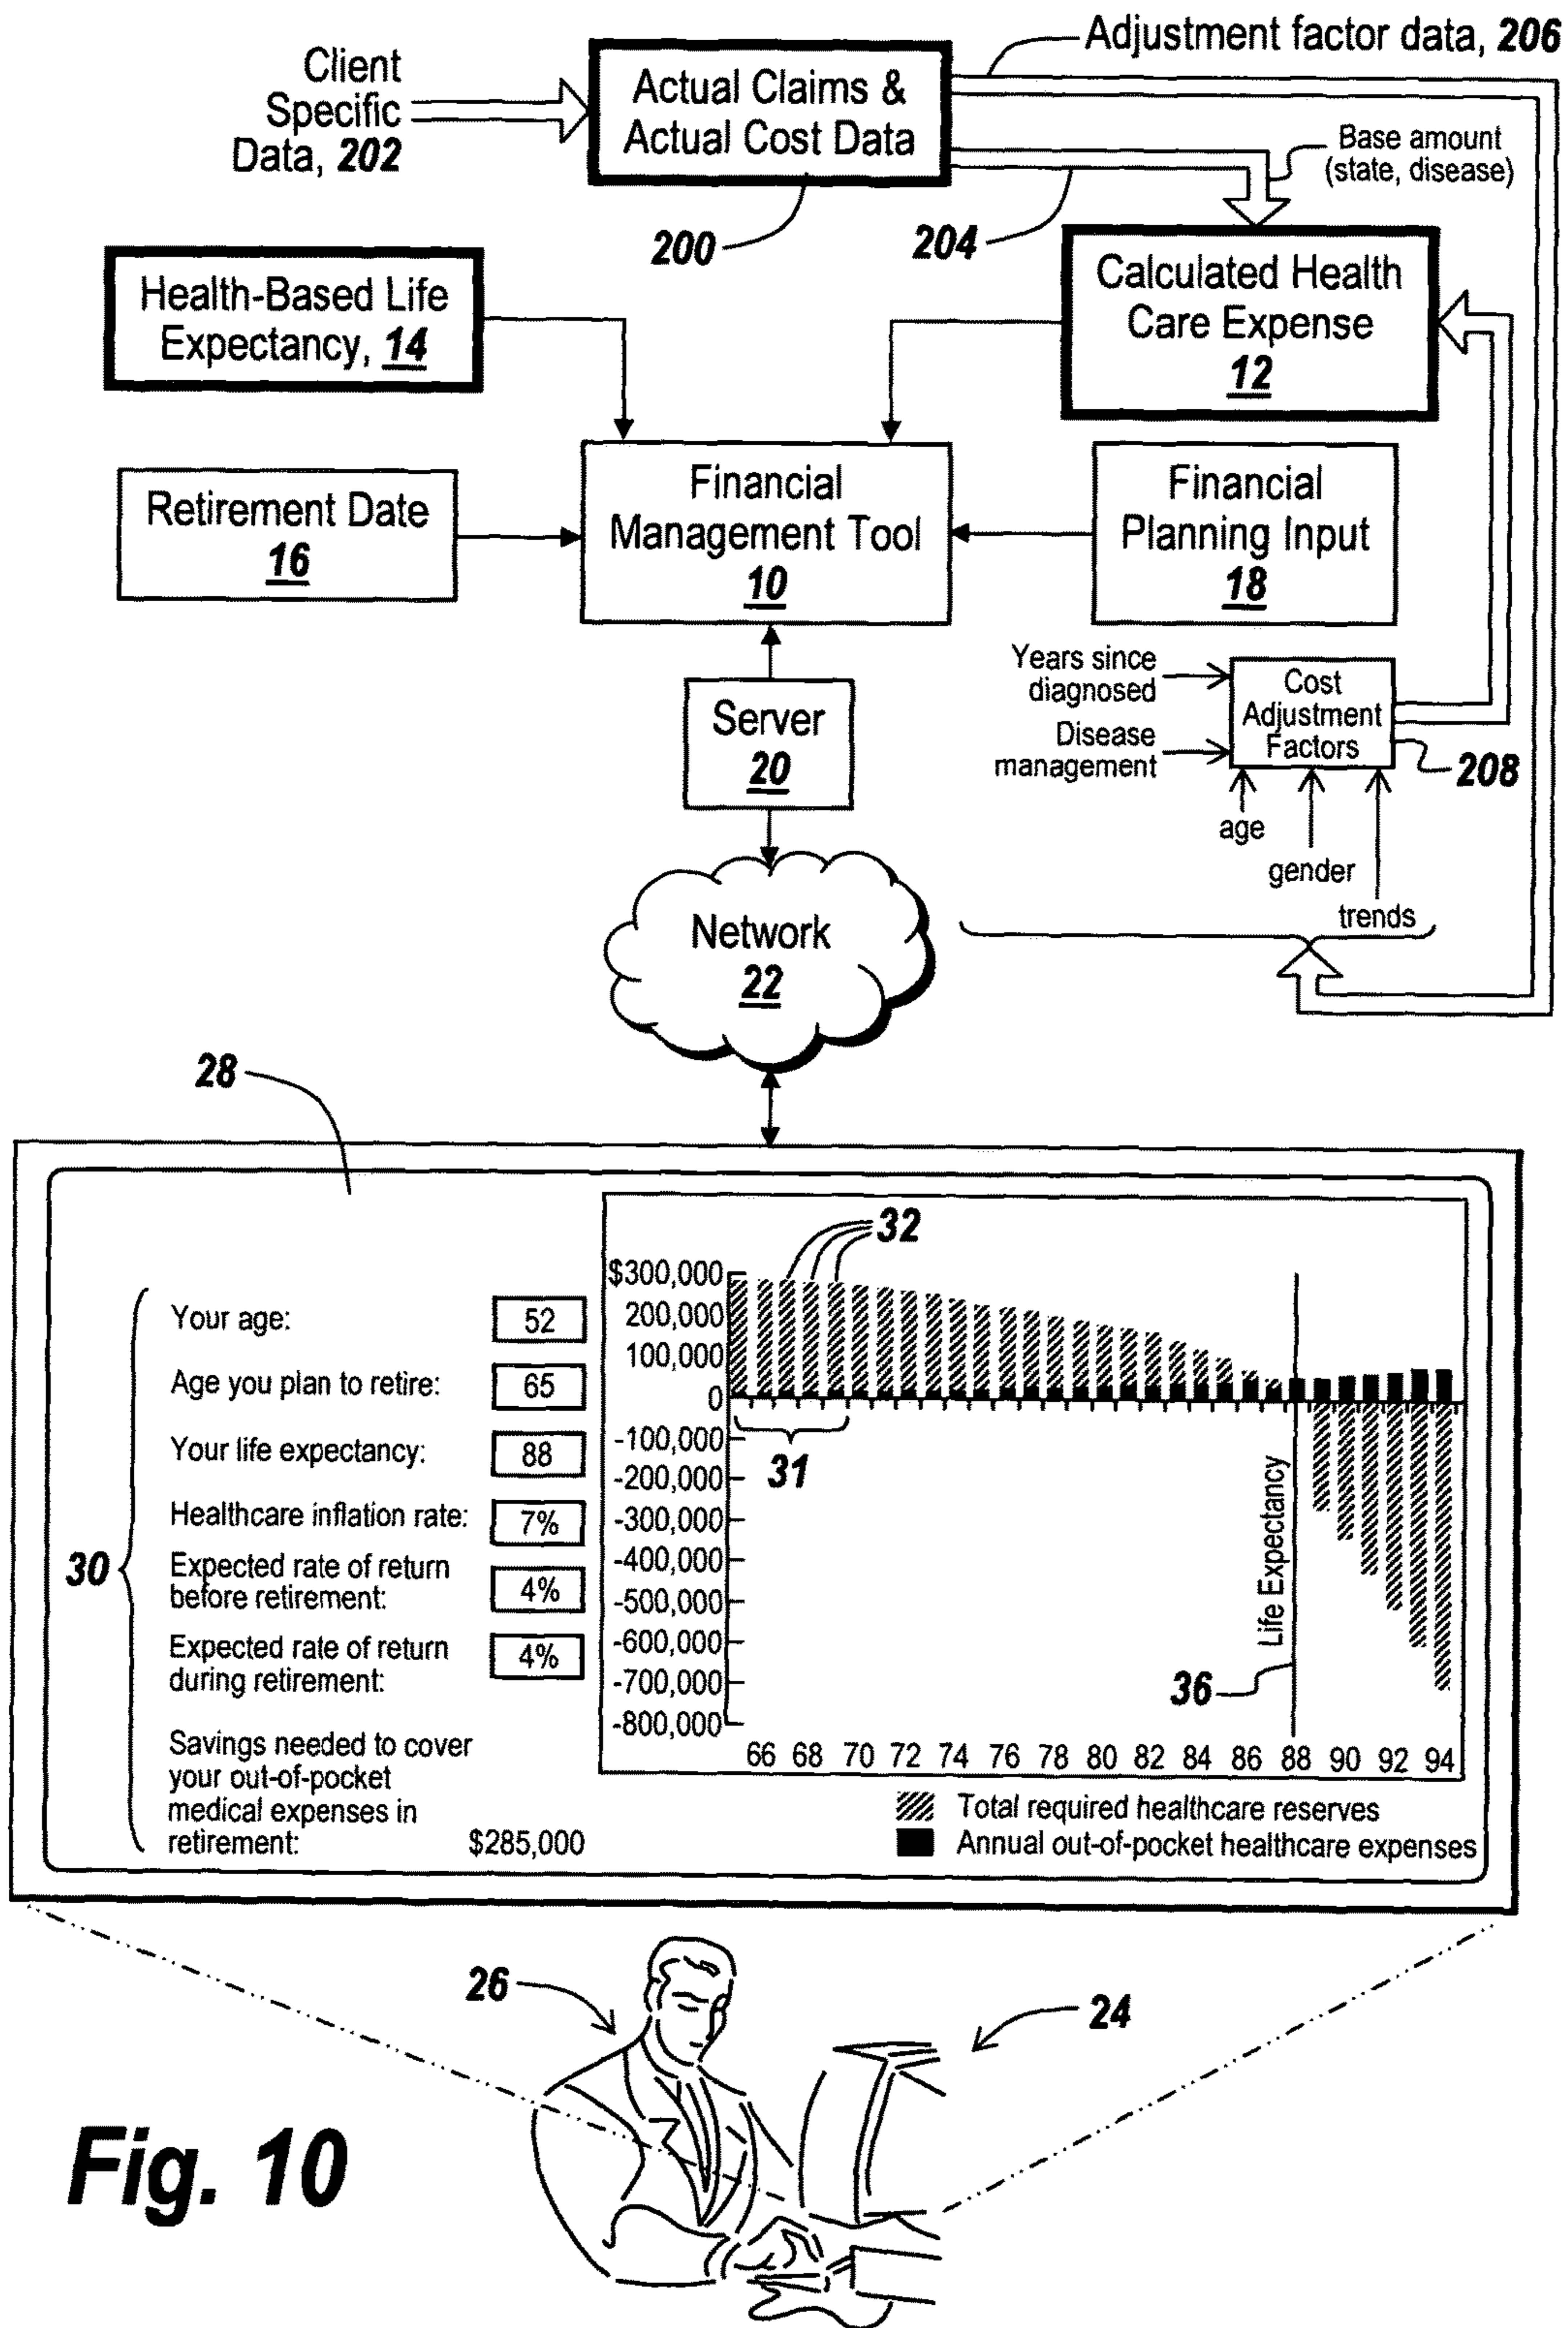 Adjustment factor data, 206
Client
Specific
Data, 202
Actual Claims &
Actual Cost Data
Base amount
(state, disease)
200
204
Health-Based Life
Expectancy, 14
Calculated Health
Care Expense
12
Retirement Date
16
Financial
Management Tool
10
Financial
Planning Input
18
Years since
diagnosed
Disease
management
Cost
Adjustment
Factors
208
age
gender
trends
Server
20
Network
22
28
32
30
Your age: 52
Age you plan to retire: 65
Your life expectancy: 88
Healthcare inflation rate: 7%
Expected rate of return
before retirement: 4%
Expected rate of return
during retirement: 4%
Savings needed to cover
your out-of-pocket
medical expenses in
retirement: $285,000
$300,000
200,000
100,000
0
-100,000
-200,000
-300,000
-400,000
-500,000
-600,000
-700,000
-800,000
31
Life Expectancy
36
66 68 70 72 74 76 78 80 82 84 86 88 90 92 94
Total required healthcare reserves
Annual out-of-pocket healthcare expenses
26
24
Fig. 10